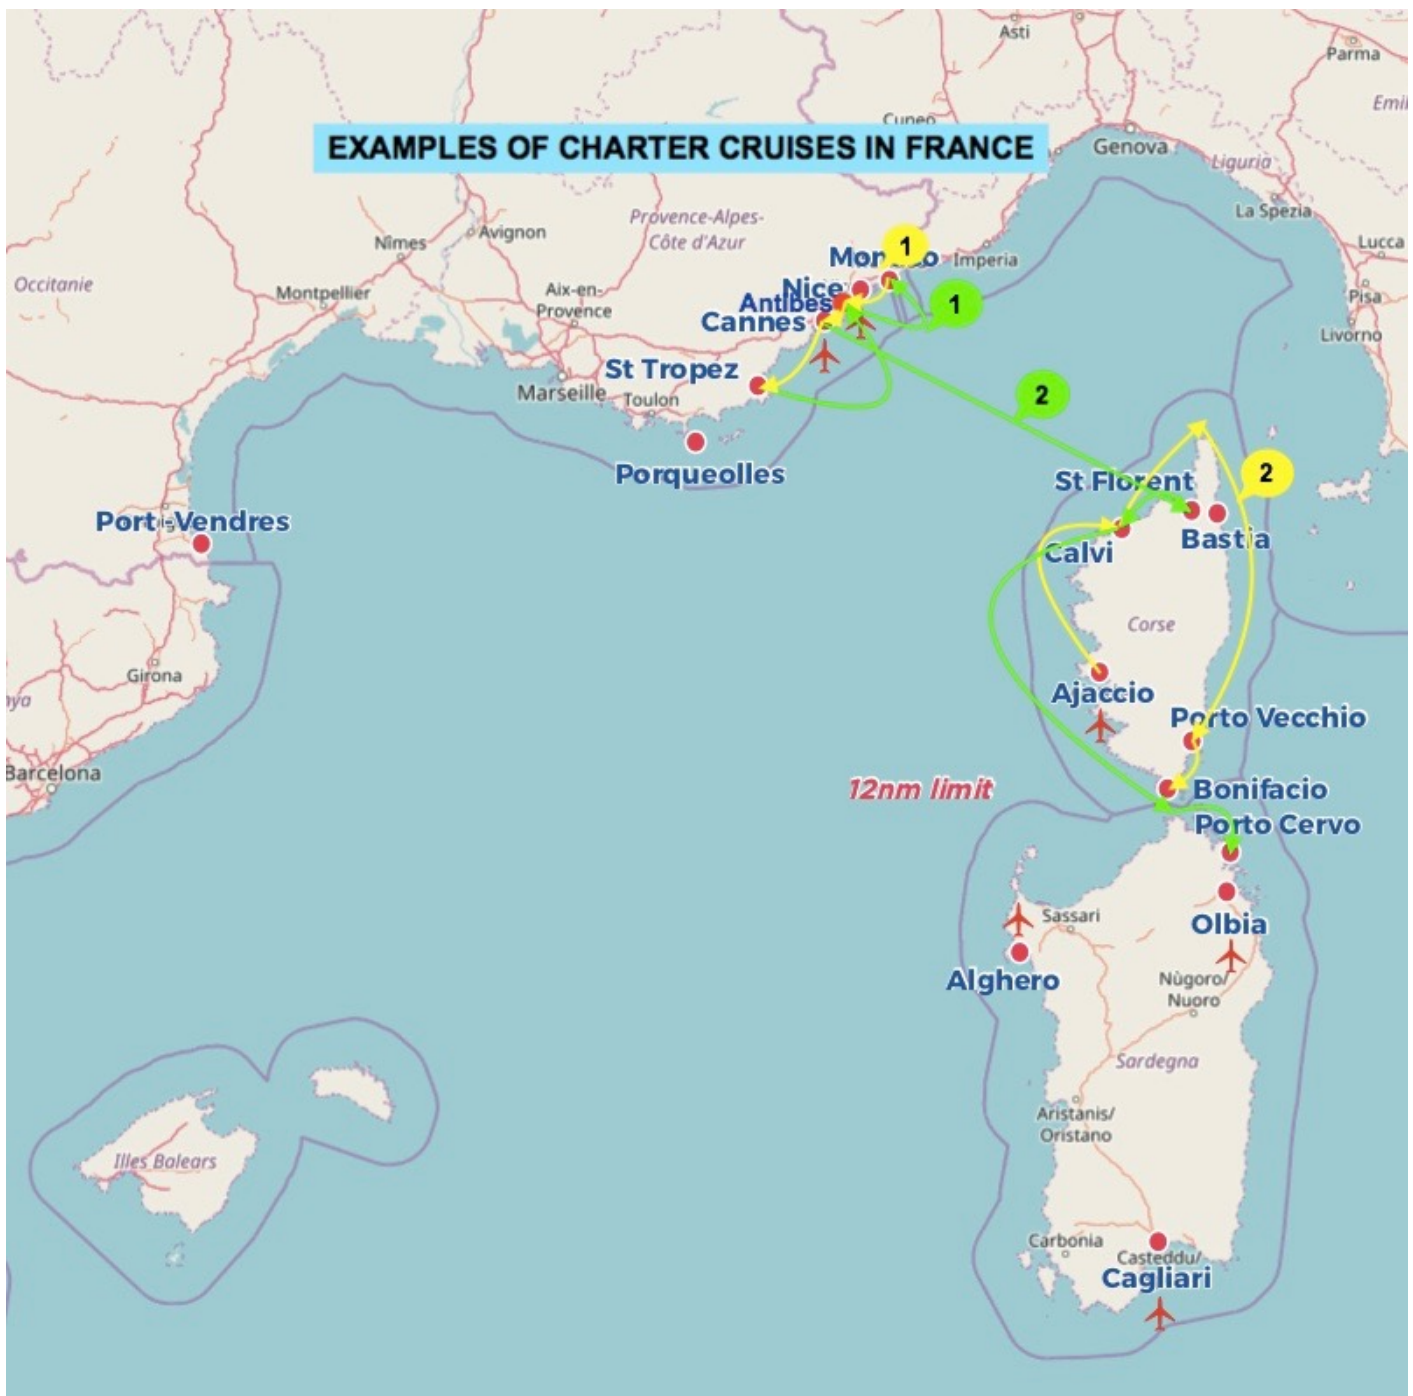 Asti
Parma
EXAMPLES OF CHARTER CRUISES IN FRANCE
Genova
Liguria
La Spezia
Provence-Alpes-
Côte d'Azur
Avignon
Nîmes
1
Imperia
Lucca
Occitanie
Montpellier
Aix-en-
Provence
Nice
Antibes
Cannes
1
Pisa
Livorno
St Tropez
Marseille
Toulon
2
Porqueolles
St Florent
2
Port-Vendres
Bastia
Calvi
Corse
Girona
Ajaccio
Porto Vecchio
Barcelona
12nm limit
Bonifacio
Porto Cervo
Sassari
Olbia
Alghero
Nùgoro/
Nuoro
Sardegna
Aristanis/
Oristano
Illes Balears
Carbonia
Casteddu/
Cagliari